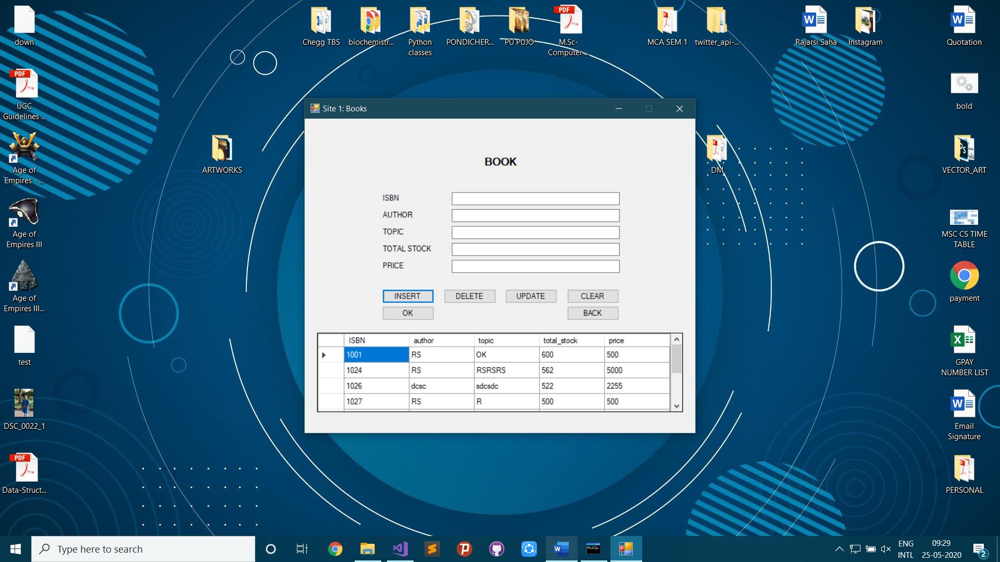 down
Chegg TBS
biochemistr...
Python
classes
PONDICHER...
PU PUJO
PDF
M.Sc-
Computer-...
MCA SEM 1
twitter_api-...
W
Rajarsi Saha
Instagram
W
Quotation
PDF
UGC
Guidelines ...
bold
Site 1: Books
Age of
Empires - ...
ARTWORKS
DM
Ps
VECTOR_ART
BOOK
ISBN
AUTHOR
TOPIC
TOTAL STOCK
PRICE
Age of
Empires III
MSC CS TIME
TABLE
INSERT
DELETE
UPDATE
CLEAR
OK
BACK
Age of
Empires III...
payment
ISBN author topic total_stock price
1001 RS OK 600 500
1024 RS RSRSRS 562 5000
1026 dcsc sdcsdc 522 2255
1027 RS R 500 500
test
X
GPAY
NUMBER LIST
DSC_0022_1
W
Email
Signature
PDF
Data-Struct...
PERSONAL
Type here to search
W
MySQL
ENG
INTL
09:29
25-05-2020
2